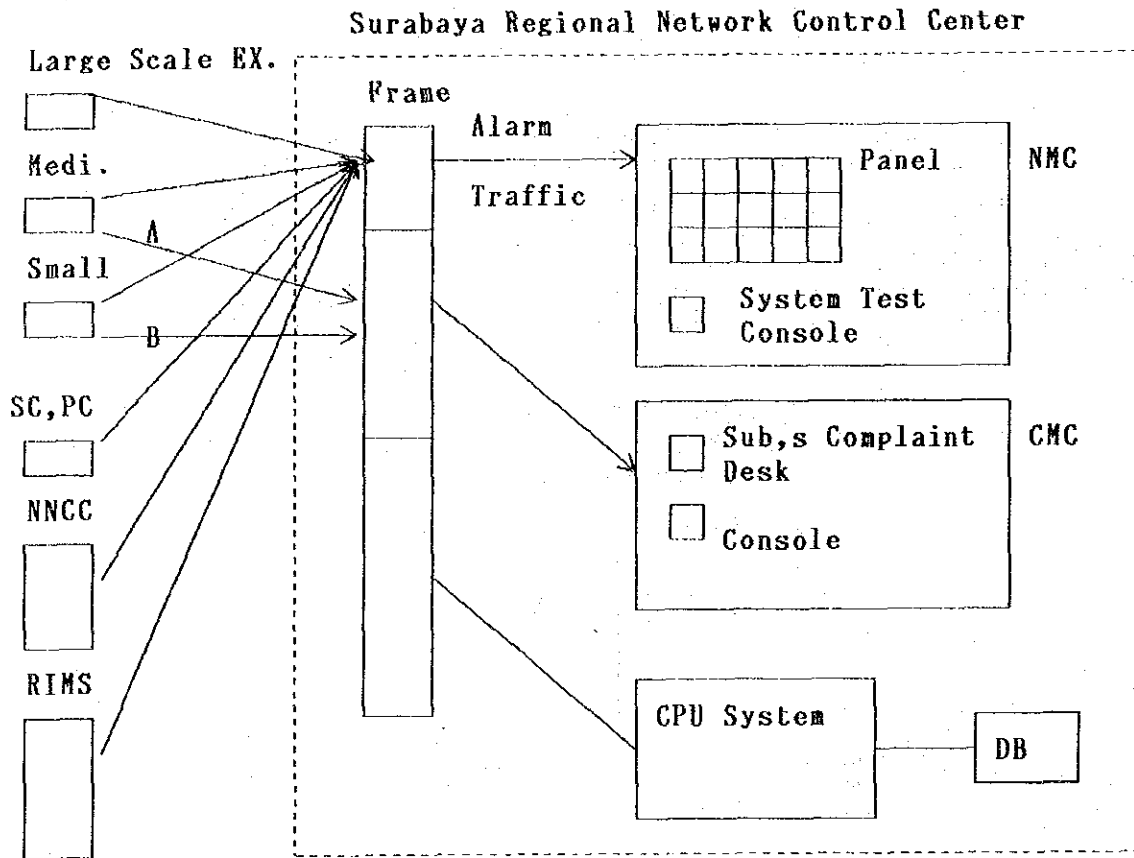 Surabaya Regional Network Control Center
Large Scale EX.
Frame
Alarm
Traffic
Panel
NMC
Medi.
A
Small
B
System Test
Console
SC,PC
Sub,s Complaint
Desk
CMC
NNCC
Console
RIMS
CPU System
DB